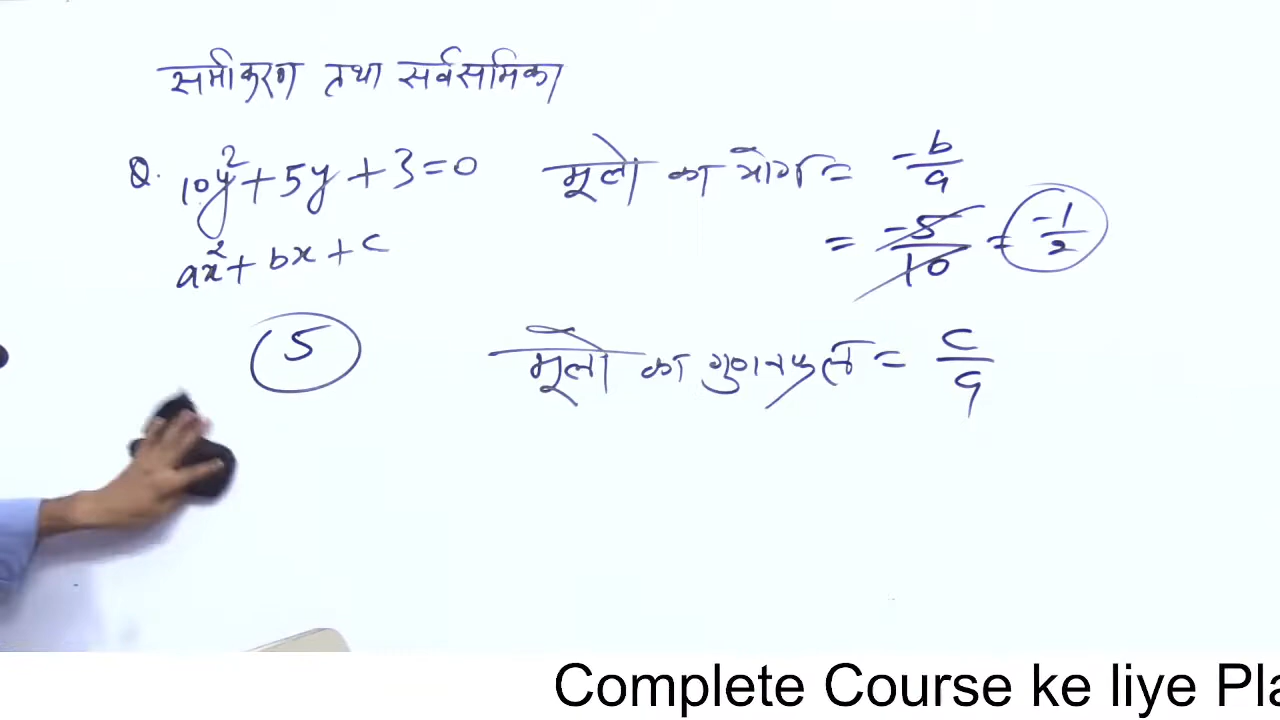 समीकरण तथा सर्वसमिका
Q. 10y²+5y+3=0
ax²+bx+c
5
मूलो का योग = -b/a
= -5/10 = -1/2
मूलो का गुणनफल = c/a
Complete Course ke liye Pla